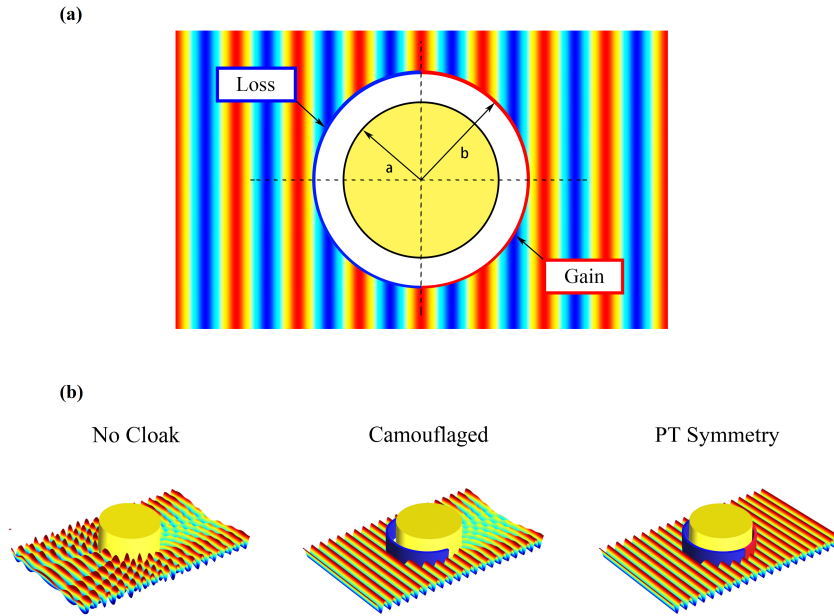 (a)
Loss
a
b
Gain
(b)
No Cloak
Camouflaged
PT Symmetry